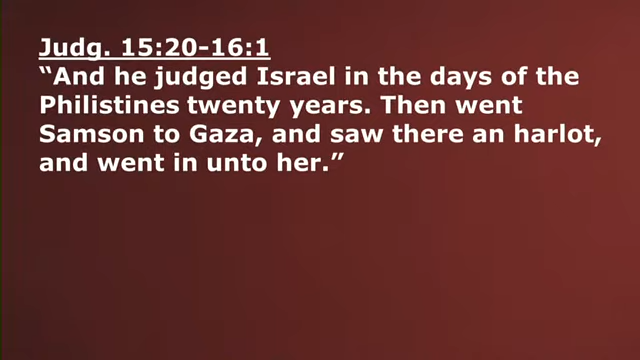 Judg. 15:20-16:1
“And he judged Israel in the days of the
Philistines twenty years. Then went
Samson to Gaza, and saw there an harlot,
and went in unto her.”